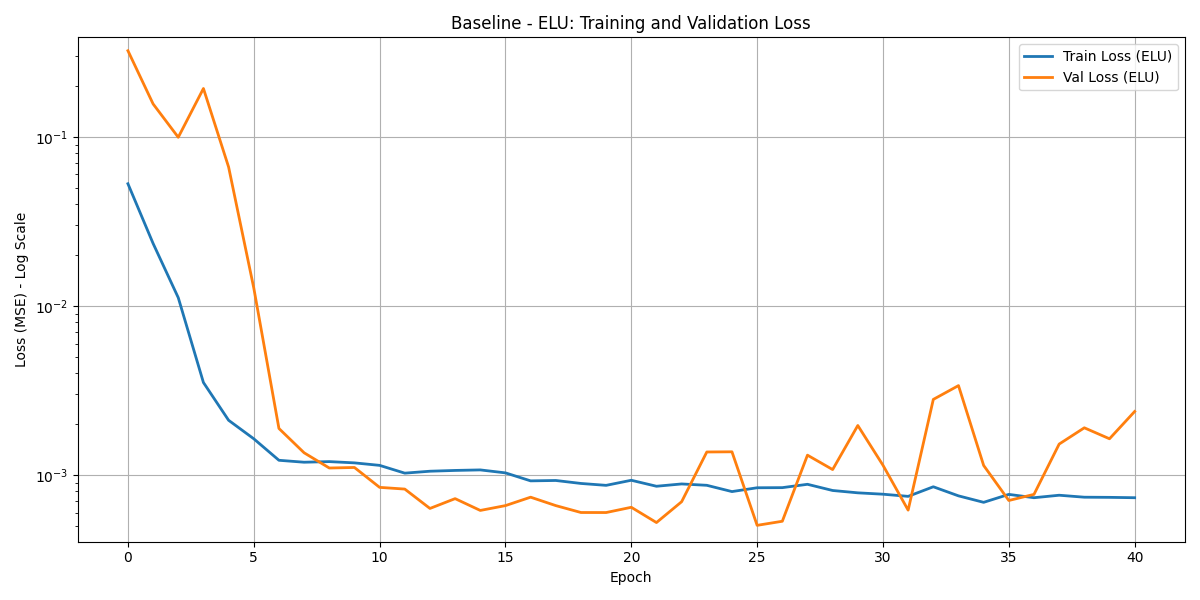 Baseline - ELU: Training and Validation Loss
Train Loss (ELU)
Val Loss (ELU)
Loss (MSE) - Log Scale
10⁻¹
10⁻²
10⁻³
0 5 10 15 20 25 30 35 40
Epoch